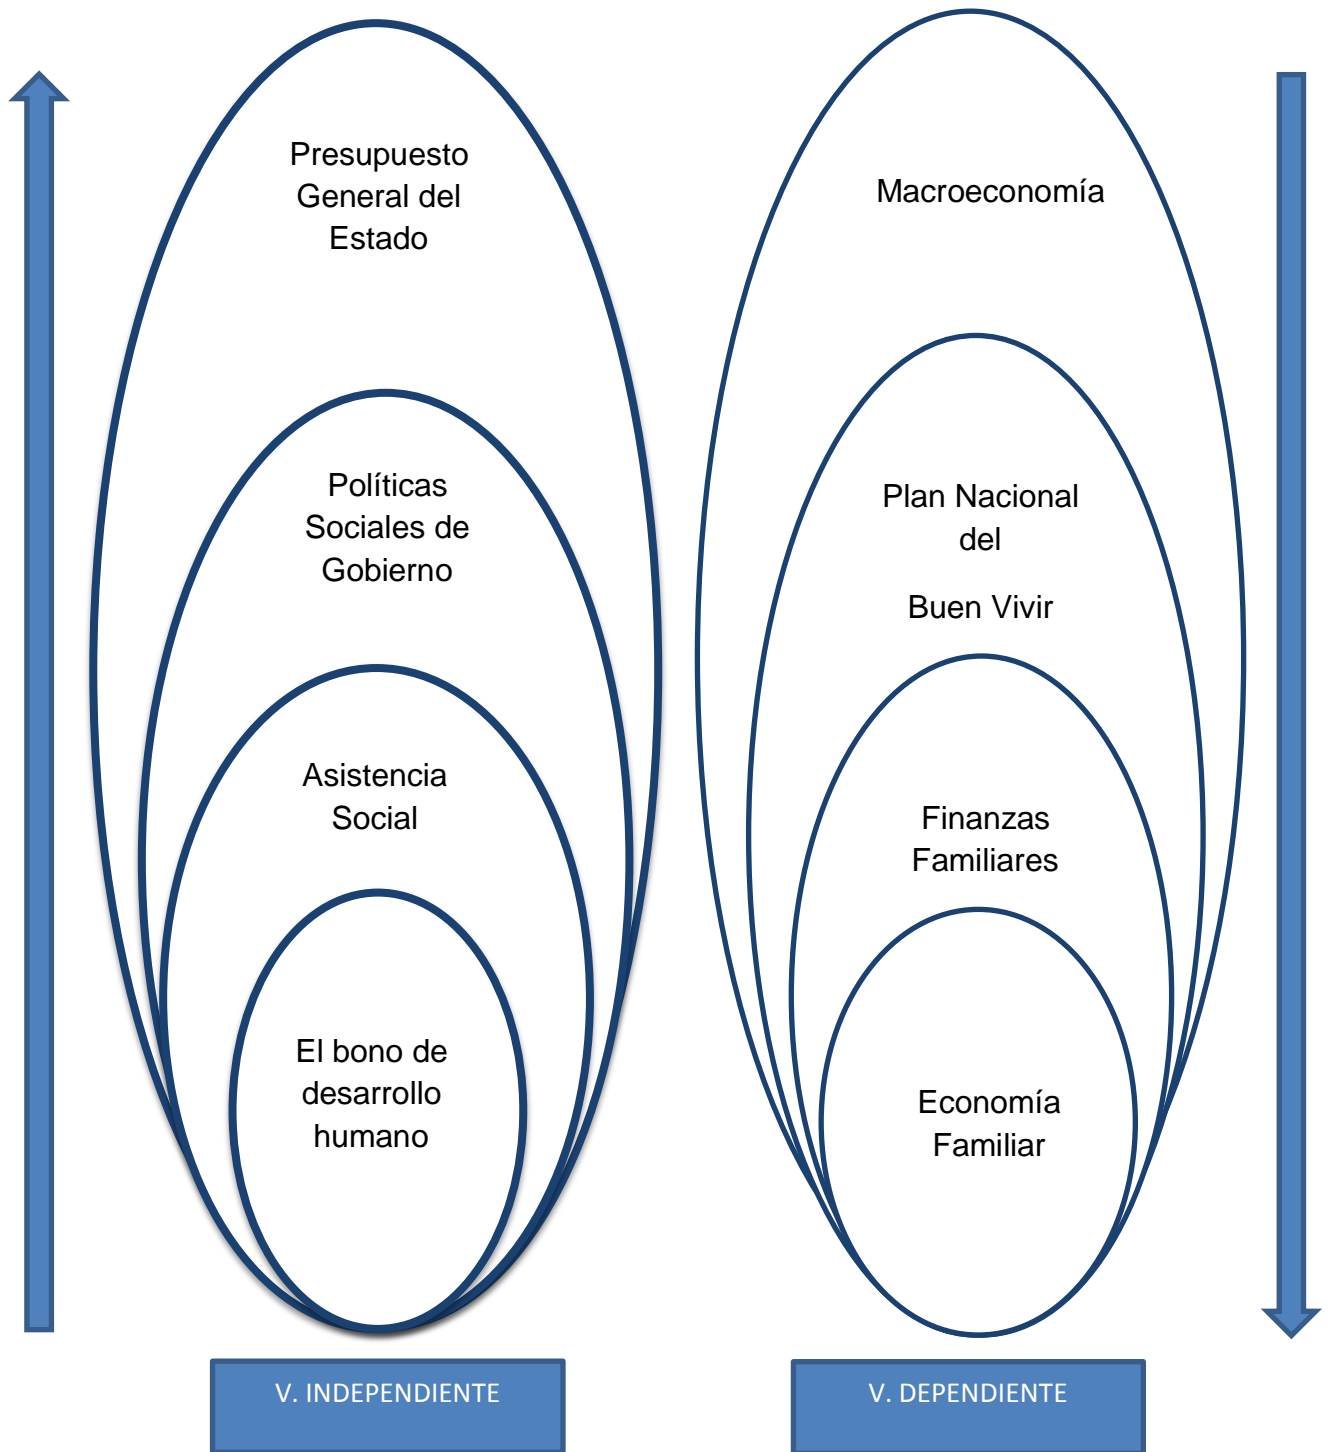 Presupuesto
General del
Estado
Políticas
Sociales de
Gobierno
Asistencia
Social
El bono de
desarrollo
humano
V. INDEPENDIENTE
Macroeconomía
Plan Nacional
del
Buen Vivir
Finanzas
Familiares
Economía
Familiar
V. DEPENDIENTE